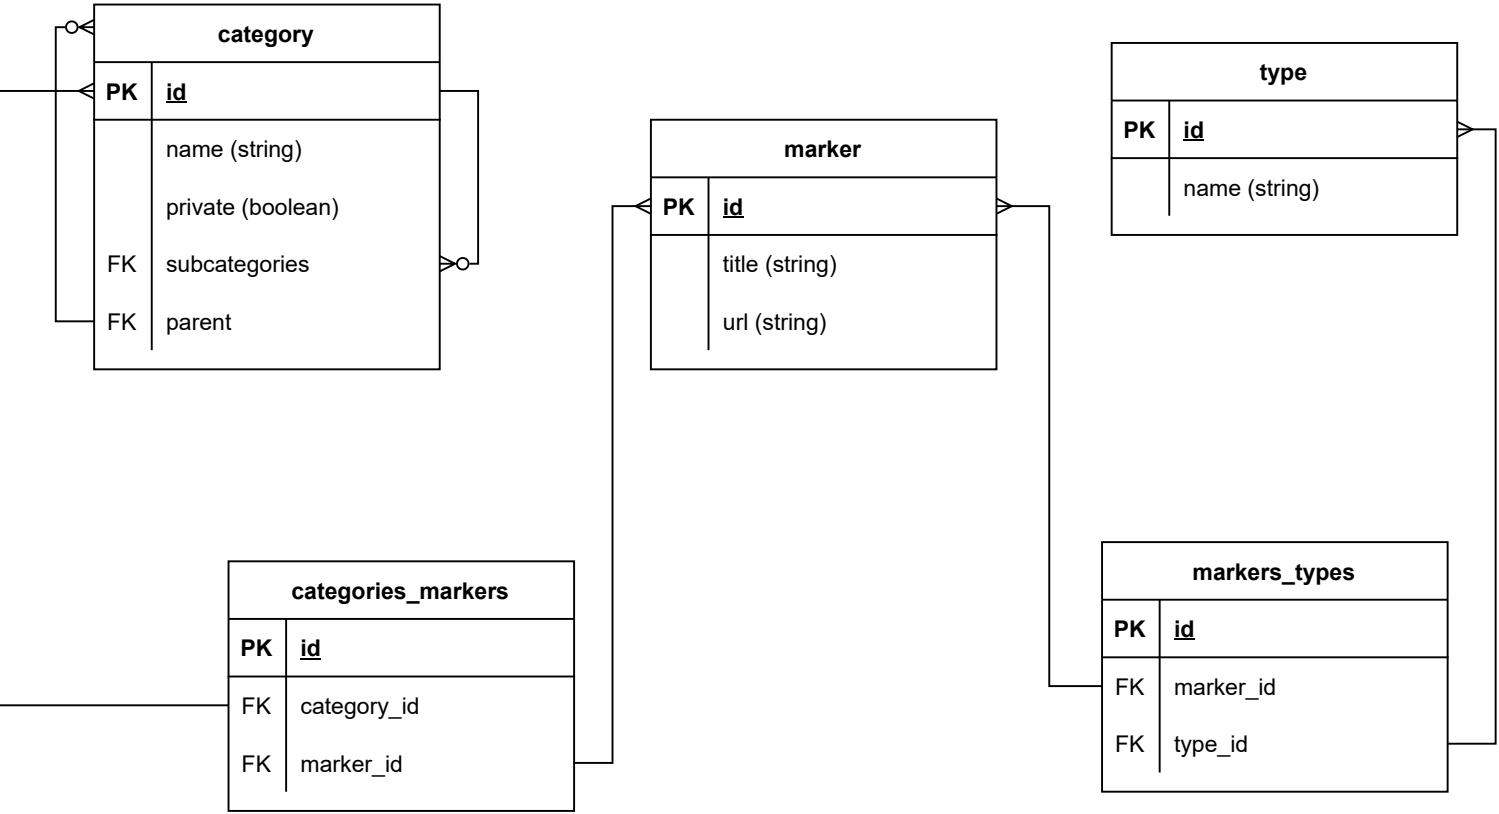 category
PK id
name (string)
private (boolean)
FK subcategories
FK parent
marker
PK id
title (string)
url (string)
type
PK id
name (string)
categories_markers
PK id
FK category_id
FK marker_id
markers_types
PK id
FK marker_id
FK type_id